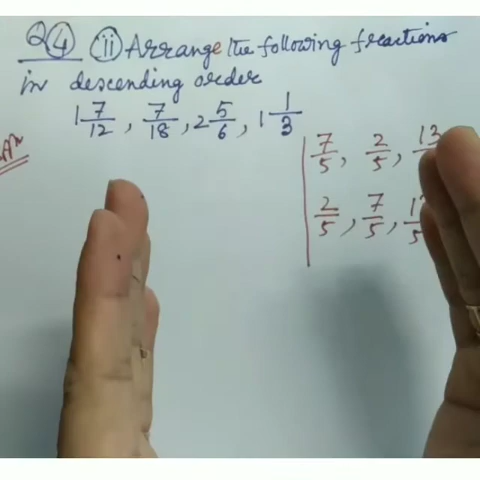 Q④ (ii) Arrange the following fractions
in descending order
1 7/12, 7/18, 2 5/6, 1 1/3
7/5, 2/5, 13
2/5, 7/5,